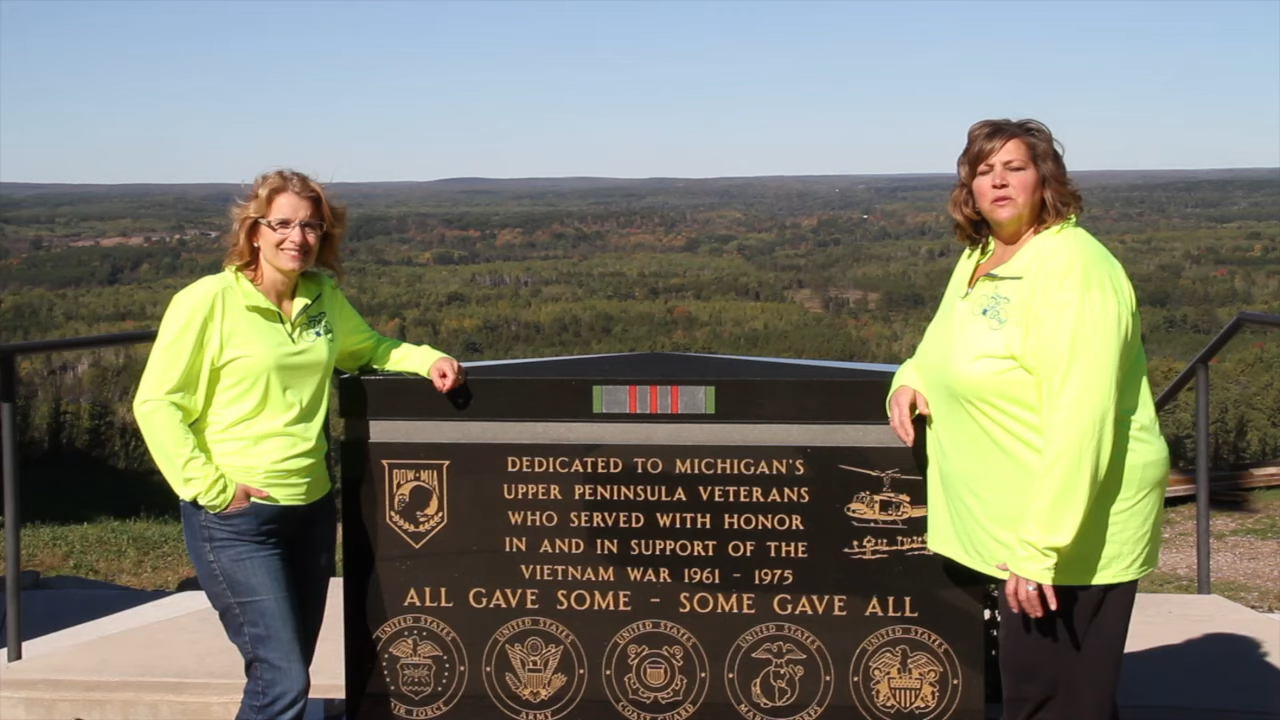 POW★MIA
DEDICATED TO MICHIGAN'S
UPPER PENINSULA VETERANS
WHO SERVED WITH HONOR
IN AND IN SUPPORT OF THE
VIETNAM WAR 1961 - 1975
ALL GAVE SOME - SOME GAVE ALL
UNITED STATES
AIR FORCE
UNITED STATES
ARMY
UNITED STATES
COAST GUARD
UNITED STATES
MARINE CORPS
UNITED STATES